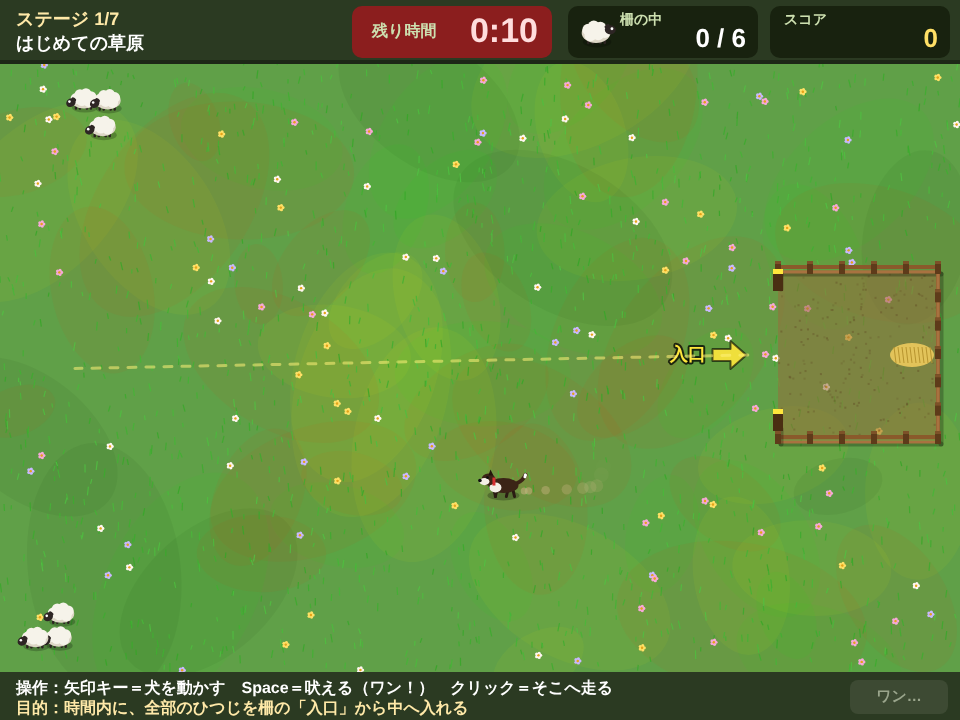 ステージ 1/7
はじめての草原
残り時間 0:10
柵の中
0 / 6
スコア
0
入口
操作：矢印キー＝犬を動かす　Space＝吠える（ワン！）　クリック＝そこへ走る
目的：時間内に、全部のひつじを柵の「入口」から中へ入れる
ワン…